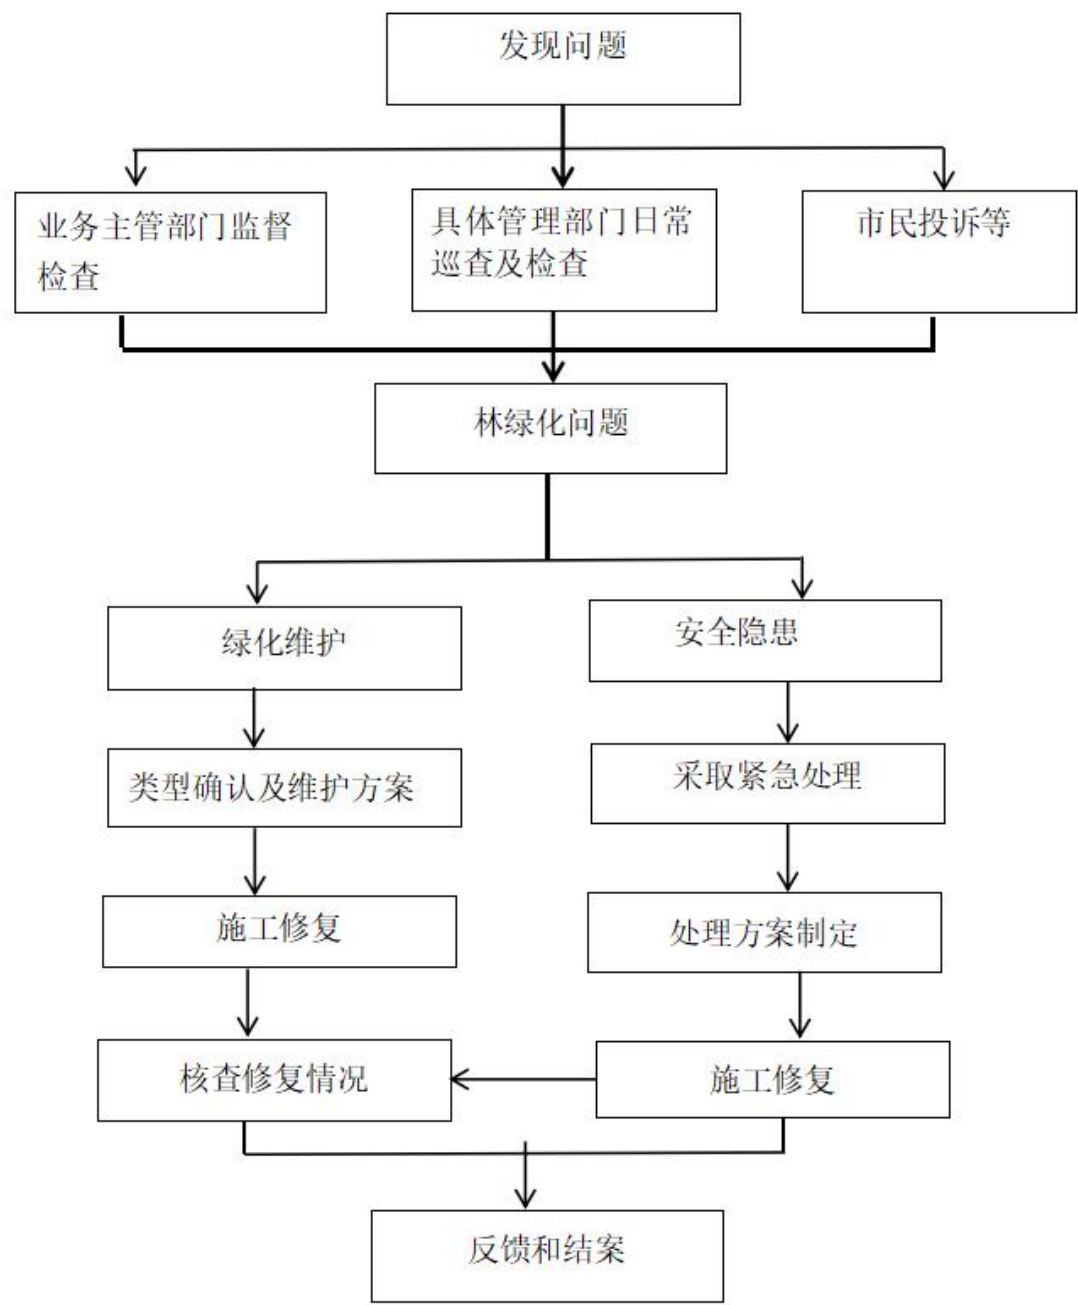 发现问题
业务主管部门监督
检查
具体管理部门日常
巡查及检查
市民投诉等
林绿化问题
绿化维护
安全隐患
类型确认及维护方案
采取紧急处理
施工修复
处理方案制定
核查修复情况
施工修复
反馈和结案